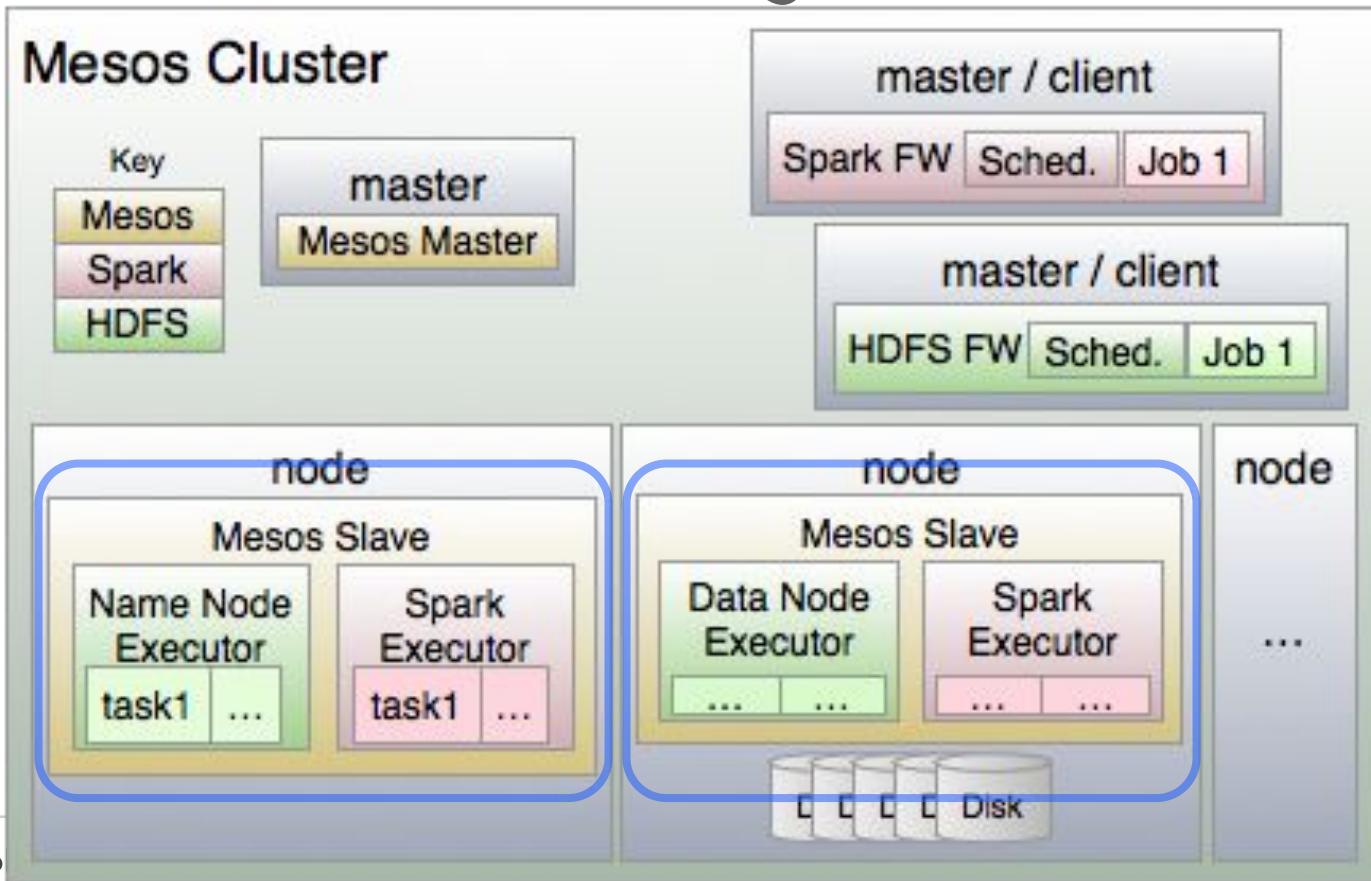 Mesos Cluster
Key
Mesos
Spark
HDFS
master
Mesos Master
master / client
Spark FW Sched. Job 1
master / client
HDFS FW Sched. Job 1
node
Mesos Slave
Name Node
Executor
task1 ...
Spark
Executor
task1 ...
node
Mesos Slave
Data Node
Executor
... ...
Spark
Executor
... ...
Disk
node
...